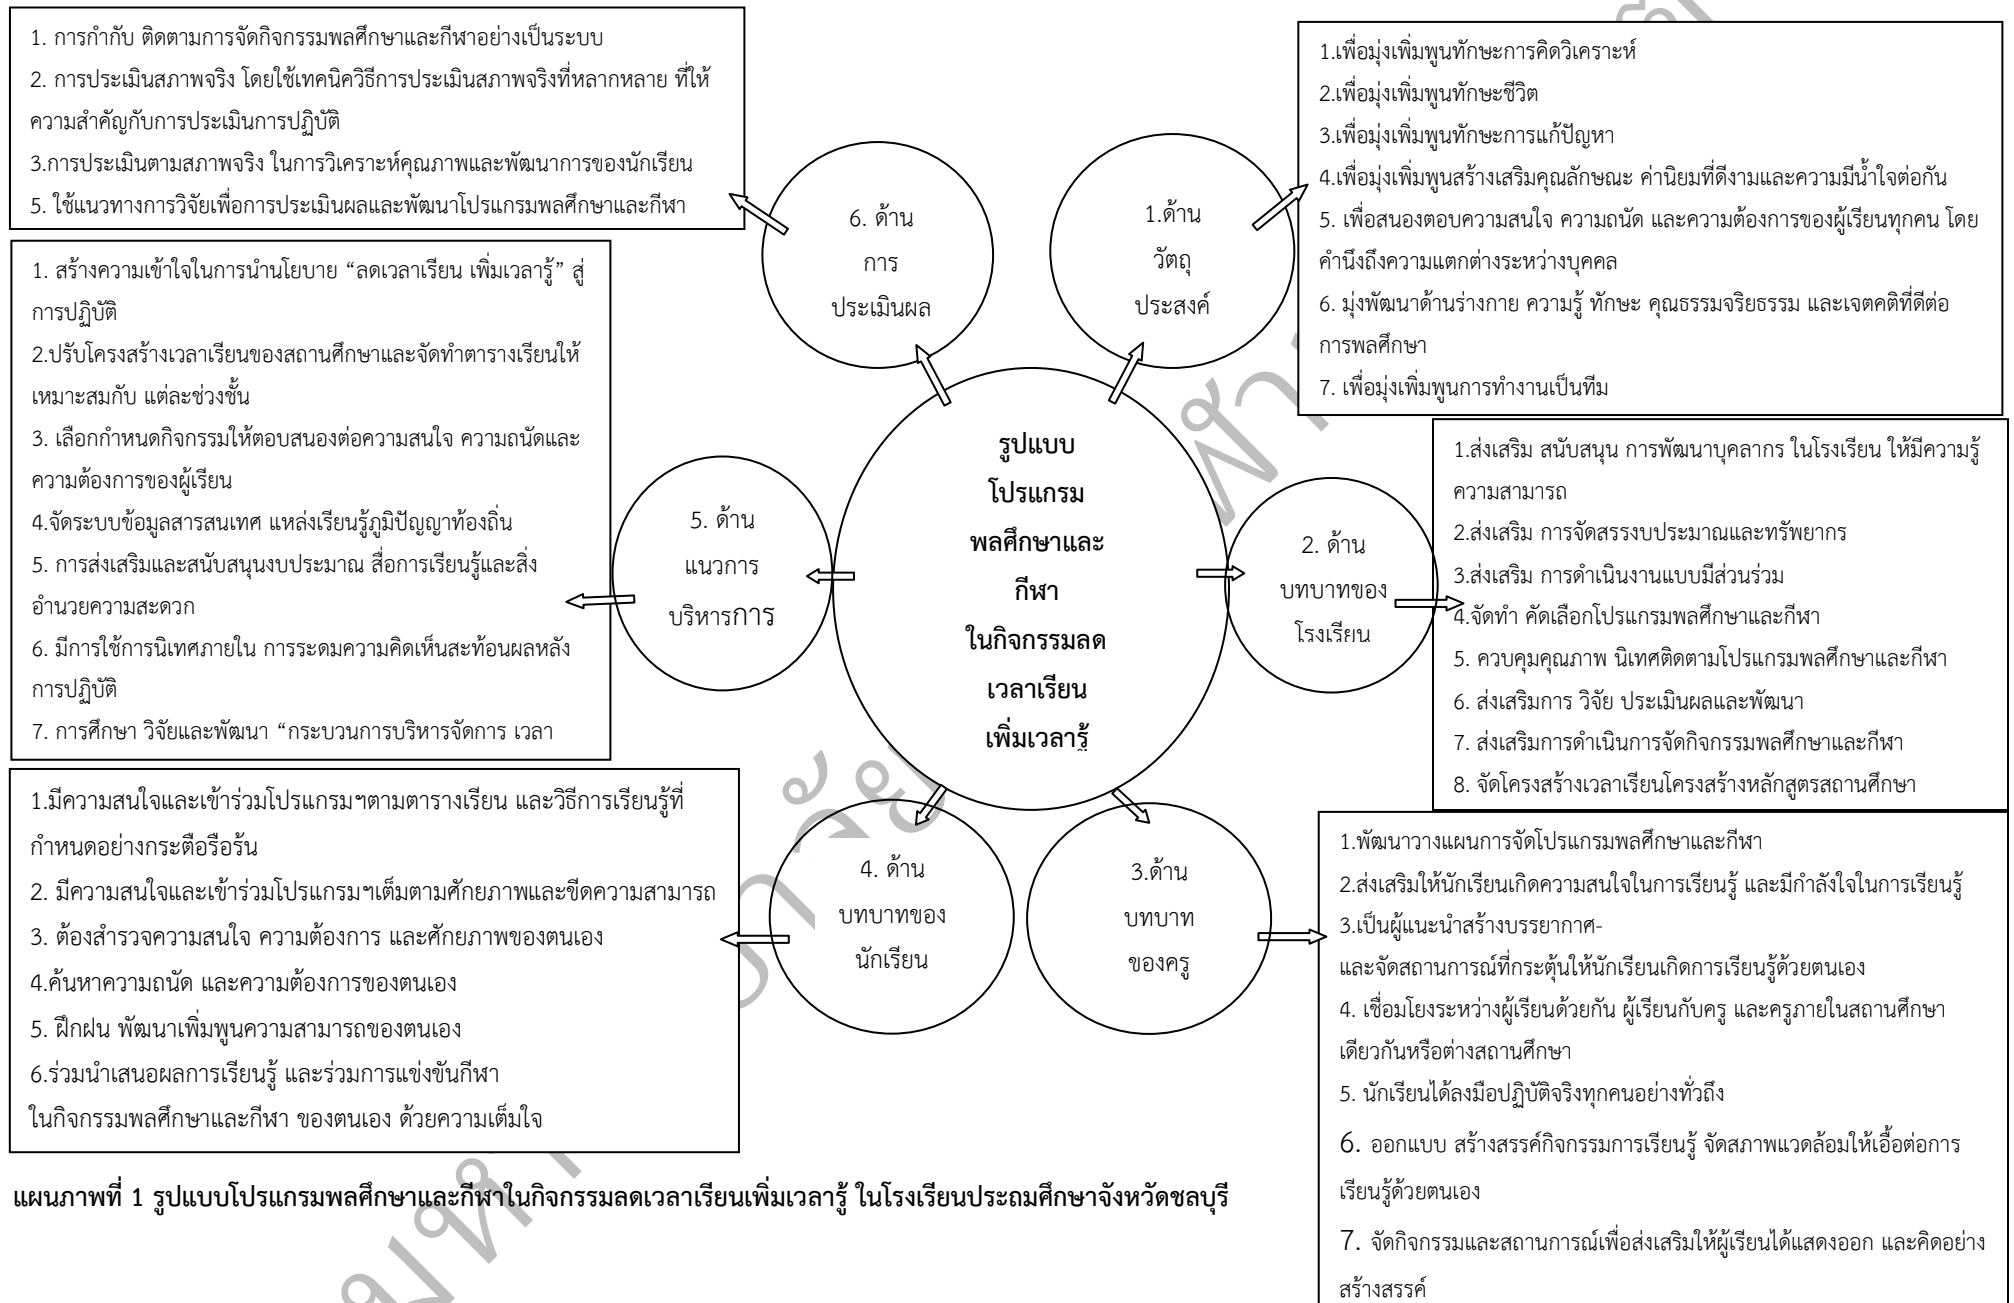 1. การกำกับ ติดตามการจัดกิจกรรมพลศึกษาและกีฬาอย่างเป็นระบบ
2. การประเมินสภาพจริง โดยใช้เทคนิควิธีการประเมินสภาพจริงที่หลากหลาย ที่ให้
ความสำคัญกับการประเมินการปฏิบัติ
3.การประเมินตามสภาพจริง ในการวิเคราะห์คุณภาพและพัฒนาการของนักเรียน
5. ใช้แนวทางการวิจัยเพื่อการประเมินผลและพัฒนาโปรแกรมพลศึกษาและกีฬา
6. ด้าน
การ
ประเมินผล
1.ด้าน
วัตถุ
ประสงค์
1.เพื่อมุ่งเพิ่มพูนทักษะการคิดวิเคราะห์
2.เพื่อมุ่งเพิ่มพูนทักษะชีวิต
3.เพื่อมุ่งเพิ่มพูนทักษะการแก้ปัญหา
4.เพื่อมุ่งเพิ่มพูนสร้างเสริมคุณลักษณะ ค่านิยมที่ดีงามและความมีน้ำใจต่อกัน
5. เพื่อสนองตอบความสนใจ ความถนัด และความต้องการของผู้เรียนทุกคน โดย
คำนึงถึงความแตกต่างระหว่างบุคคล
6. มุ่งพัฒนาด้านร่างกาย ความรู้ ทักษะ คุณธรรมจริยธรรม และเจตคติที่ดีต่อ
การพลศึกษา
7. เพื่อมุ่งเพิ่มพูนการทำงานเป็นทีม
1. สร้างความเข้าใจในการนำนโยบาย “ลดเวลาเรียน เพิ่มเวลารู้” สู่
การปฏิบัติ
2.ปรับโครงสร้างเวลาเรียนของสถานศึกษาและจัดทำตารางเรียนให้
เหมาะสมกับ แต่ละช่วงชั้น
3. เลือกกำหนดกิจกรรมให้ตอบสนองต่อความสนใจ ความถนัดและ
ความต้องการของผู้เรียน
4.จัดระบบข้อมูลสารสนเทศ แหล่งเรียนรู้ภูมิปัญญาท้องถิ่น
5. การส่งเสริมและสนับสนุนงบประมาณ สื่อการเรียนรู้และสิ่ง
อำนวยความสะดวก
6. มีการใช้การนิเทศภายใน การระดมความคิดเห็นสะท้อนผลหลัง
การปฏิบัติ
7. การศึกษา วิจัยและพัฒนา “กระบวนการบริหารจัดการ เวลา
5. ด้าน
แนวการ
บริหารการ
รูปแบบ
โปรแกรม
พลศึกษาและ
กีฬา
ในกิจกรรมลด
เวลาเรียน
เพิ่มเวลารู้
2. ด้าน
บทบาทของ
โรงเรียน
1.ส่งเสริม สนับสนุน การพัฒนาบุคลากร ในโรงเรียน ให้มีความรู้
ความสามารถ
2.ส่งเสริม การจัดสรรงบประมาณและทรัพยากร
3.ส่งเสริม การดำเนินงานแบบมีส่วนร่วม
4.จัดทำ คัดเลือกโปรแกรมพลศึกษาและกีฬา
5. ควบคุมคุณภาพ นิเทศติดตามโปรแกรมพลศึกษาและกีฬา
6. ส่งเสริมการ วิจัย ประเมินผลและพัฒนา
7. ส่งเสริมการดำเนินการจัดกิจกรรมพลศึกษาและกีฬา
8. จัดโครงสร้างเวลาเรียนโครงสร้างหลักสูตรสถานศึกษา
1.มีความสนใจและเข้าร่วมโปรแกรมฯตามตารางเรียน และวิธีการเรียนรู้ที่
กำหนดอย่างกระตือรือร้น
2. มีความสนใจและเข้าร่วมโปรแกรมฯเต็มตามศักยภาพและขีดความสามารถ
3. ต้องสำรวจความสนใจ ความต้องการ และศักยภาพของตนเอง
4.ค้นหาความถนัด และความต้องการของตนเอง
5. ฝึกฝน พัฒนาเพิ่มพูนความสามารถของตนเอง
6.ร่วมนำเสนอผลการเรียนรู้ และร่วมการแข่งขันกีฬา
ในกิจกรรมพลศึกษาและกีฬา ของตนเอง ด้วยความเต็มใจ
4. ด้าน
บทบาทของ
นักเรียน
3.ด้าน
บทบาท
ของครู
1.พัฒนาวางแผนการจัดโปรแกรมพลศึกษาและกีฬา
2.ส่งเสริมให้นักเรียนเกิดความสนใจในการเรียนรู้ และมีกำลังใจในการเรียนรู้
3.เป็นผู้แนะนำสร้างบรรยากาศ-
และจัดสถานการณ์ที่กระตุ้นให้นักเรียนเกิดการเรียนรู้ด้วยตนเอง
4. เชื่อมโยงระหว่างผู้เรียนด้วยกัน ผู้เรียนกับครู และครูภายในสถานศึกษา
เดียวกันหรือต่างสถานศึกษา
5. นักเรียนได้ลงมือปฏิบัติจริงทุกคนอย่างทั่วถึง
6. ออกแบบ สร้างสรรค์กิจกรรมการเรียนรู้ จัดสภาพแวดล้อมให้เอื้อต่อการ
เรียนรู้ด้วยตนเอง
7. จัดกิจกรรมและสถานการณ์เพื่อส่งเสริมให้ผู้เรียนได้แสดงออก และคิดอย่าง
สร้างสรรค์
แผนภาพที่ 1 รูปแบบโปรแกรมพลศึกษาและกีฬาในกิจกรรมลดเวลาเรียนเพิ่มเวลารู้ ในโรงเรียนประถมศึกษาจังหวัดชลบุรี